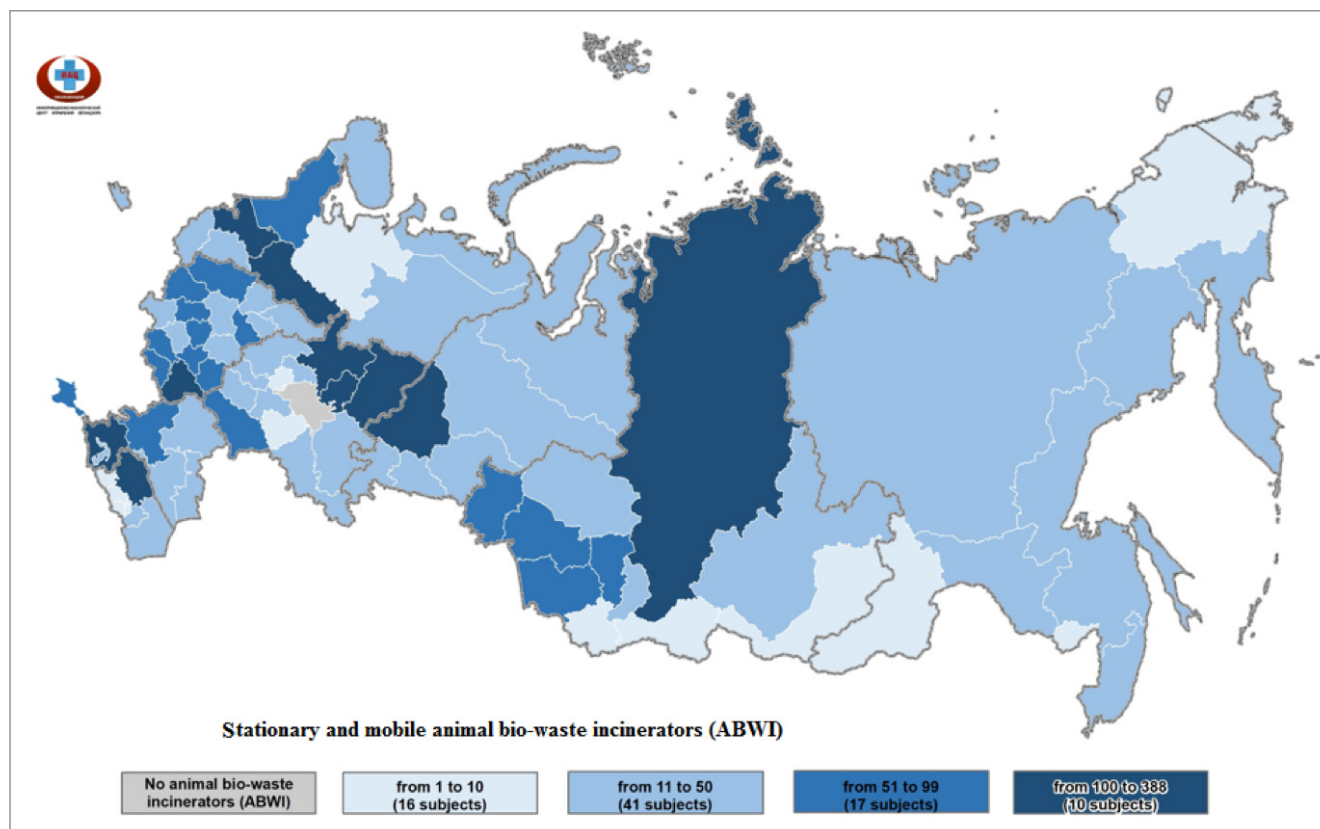 ИАЦ
Stationary and mobile animal bio-waste incinerators (ABWI)
No animal bio-waste
incinerators (ABWI)
from 1 to 10
(16 subjects)
from 11 to 50
(41 subjects)
from 51 to 99
(17 subjects)
from 100 to 388
(10 subjects)